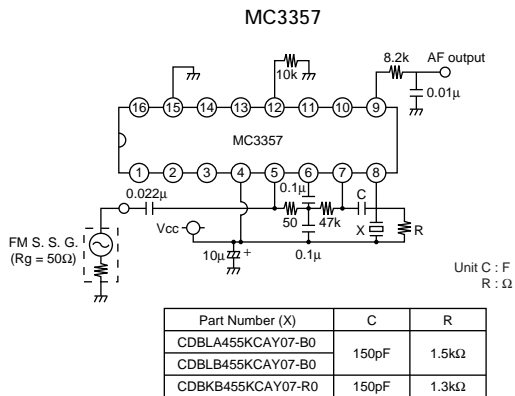 MC3357
8.2k
AF output
10k
0.01μ
16 15 14 13 12 11 10 9
MC3357
1 2 3 4 5 6 7 8
0.022μ
0.1μ
C
50
47k
X
R
Vcc
FM S. S. G.
(Rg = 50Ω)
10μ
+
0.1μ
Unit C : F
R : Ω
Part Number (X) C R
CDBLA455KCAY07-B0
150pF 1.5kΩ
CDBLB455KCAY07-B0
CDBKB455KCAY07-R0 150pF 1.3kΩ